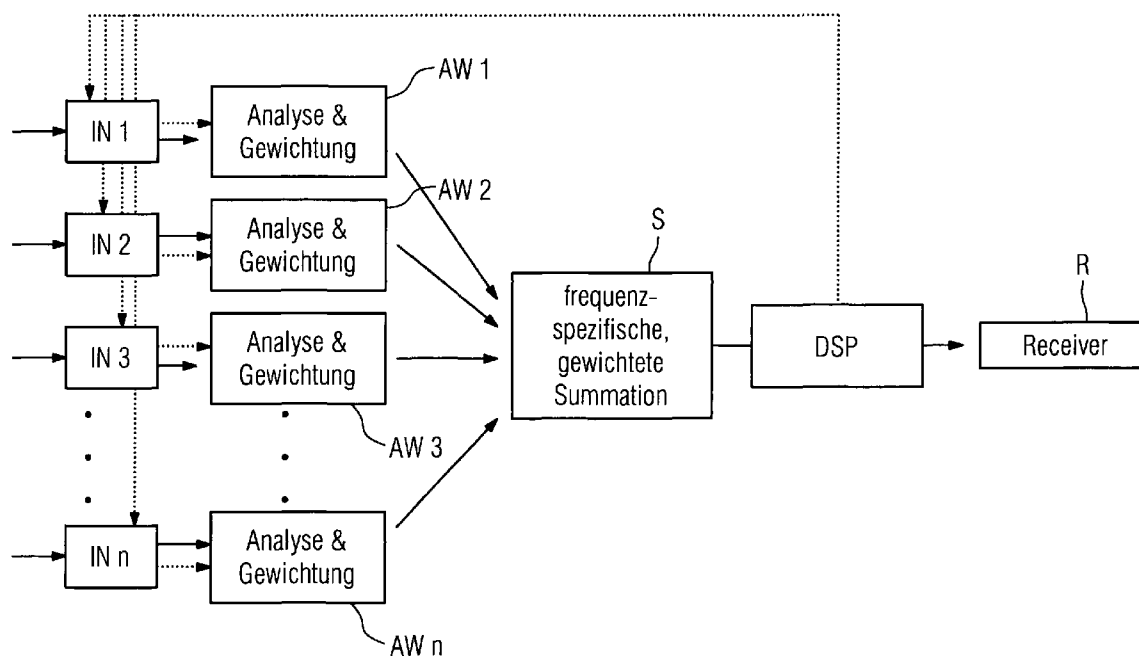 AW 1
IN 1
Analyse &
Gewichtung
AW 2
IN 2
Analyse &
Gewichtung
S
R
IN 3
Analyse &
Gewichtung
frequenz-
spezifische,
gewichtete
Summation
DSP
Receiver
AW 3
IN n
Analyse &
Gewichtung
AW n